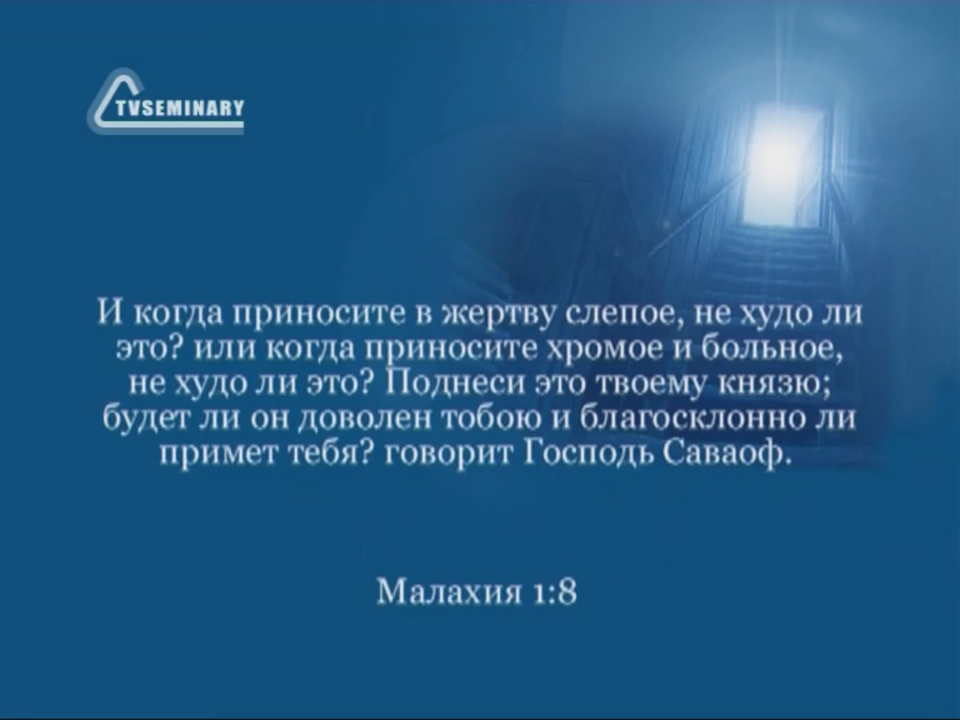 TVSEMINARY
И когда приносите в жертву слепое, не худо ли
это? или когда приносите хромое и больное,
не худо ли это? Поднеси это твоему князю;
будет ли он доволен тобою и благосклонно ли
примет тебя? говорит Господь Саваоф.
Малахия 1:8